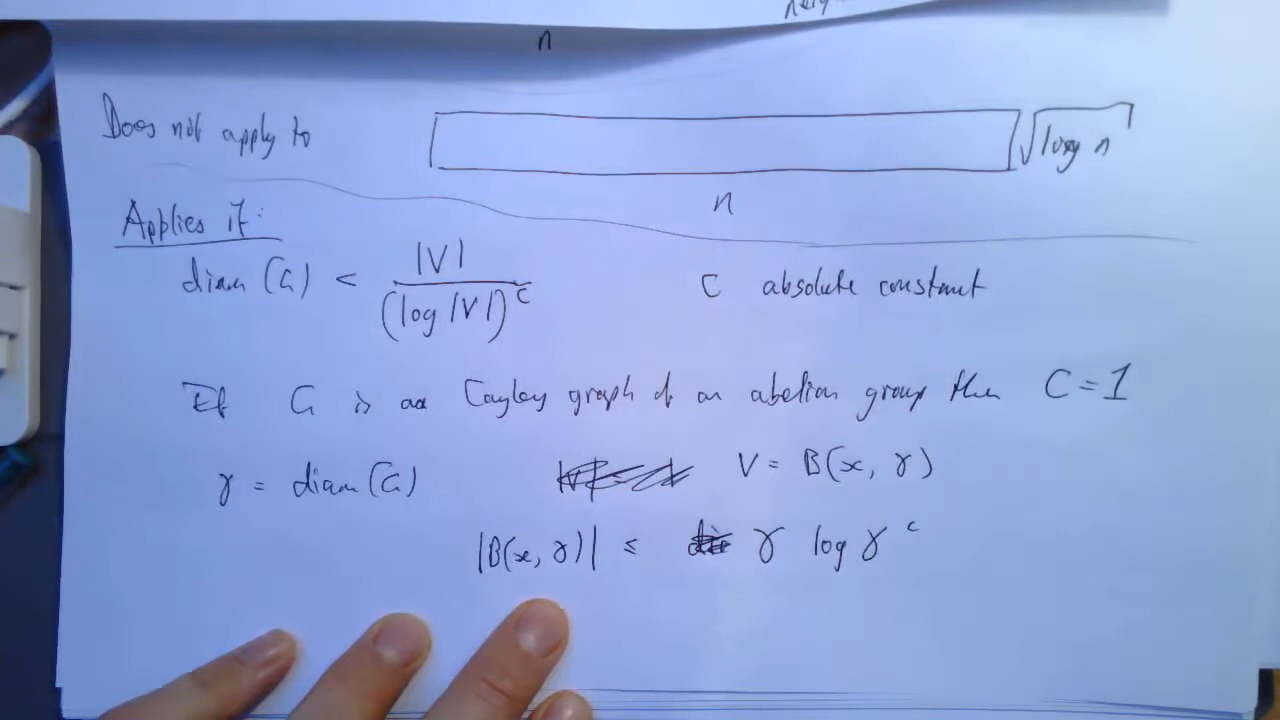 n
Does not apply to √log n
n
Applies if:
diam (G) < |V| / (log |V|)^C C absolute constant
If G is a Cayley graph of an abelian group then C = 1
γ = diam (G) V = B(x, γ)
|B(x, γ)| ≤ γ log γ^c